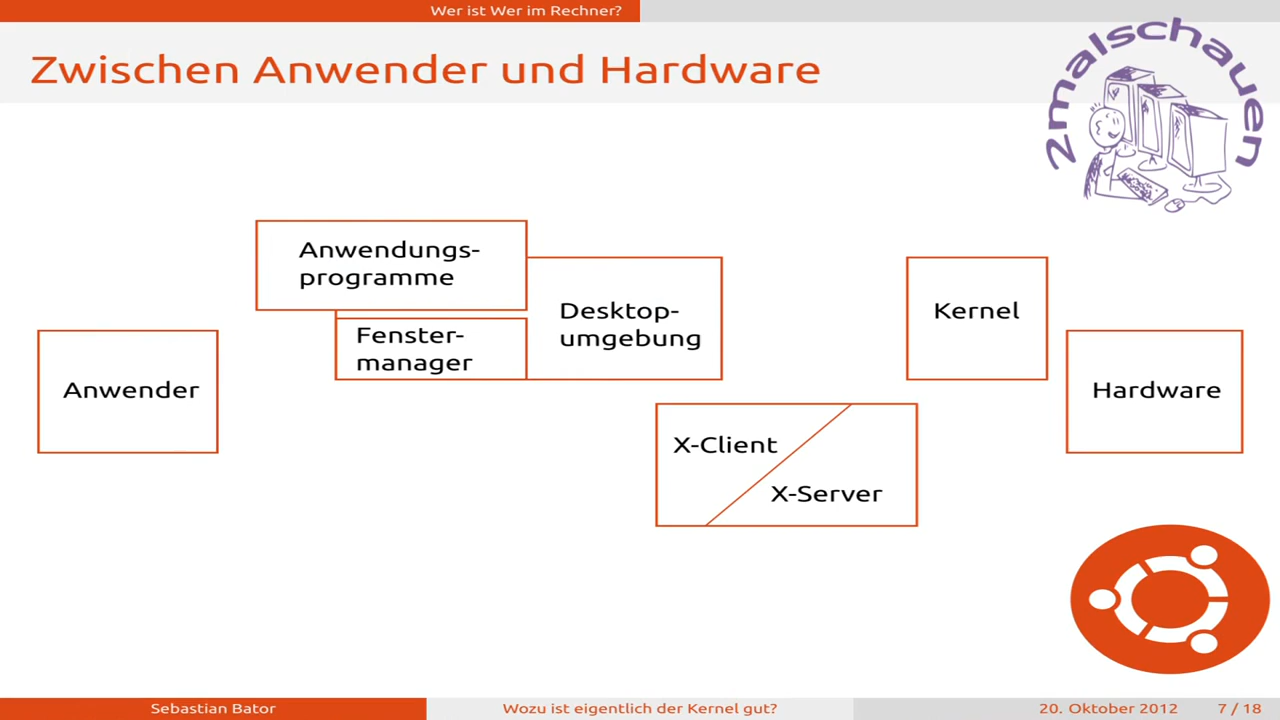 Wer ist Wer im Rechner?
Zwischen Anwender und Hardware
2malschauen
Anwendungs-
programme
Desktop-
umgebung
Fenster-
manager
Kernel
Anwender
Hardware
X-Client
X-Server
Sebastian Bator
Wozu ist eigentlich der Kernel gut?
20. Oktober 2012
7 / 18